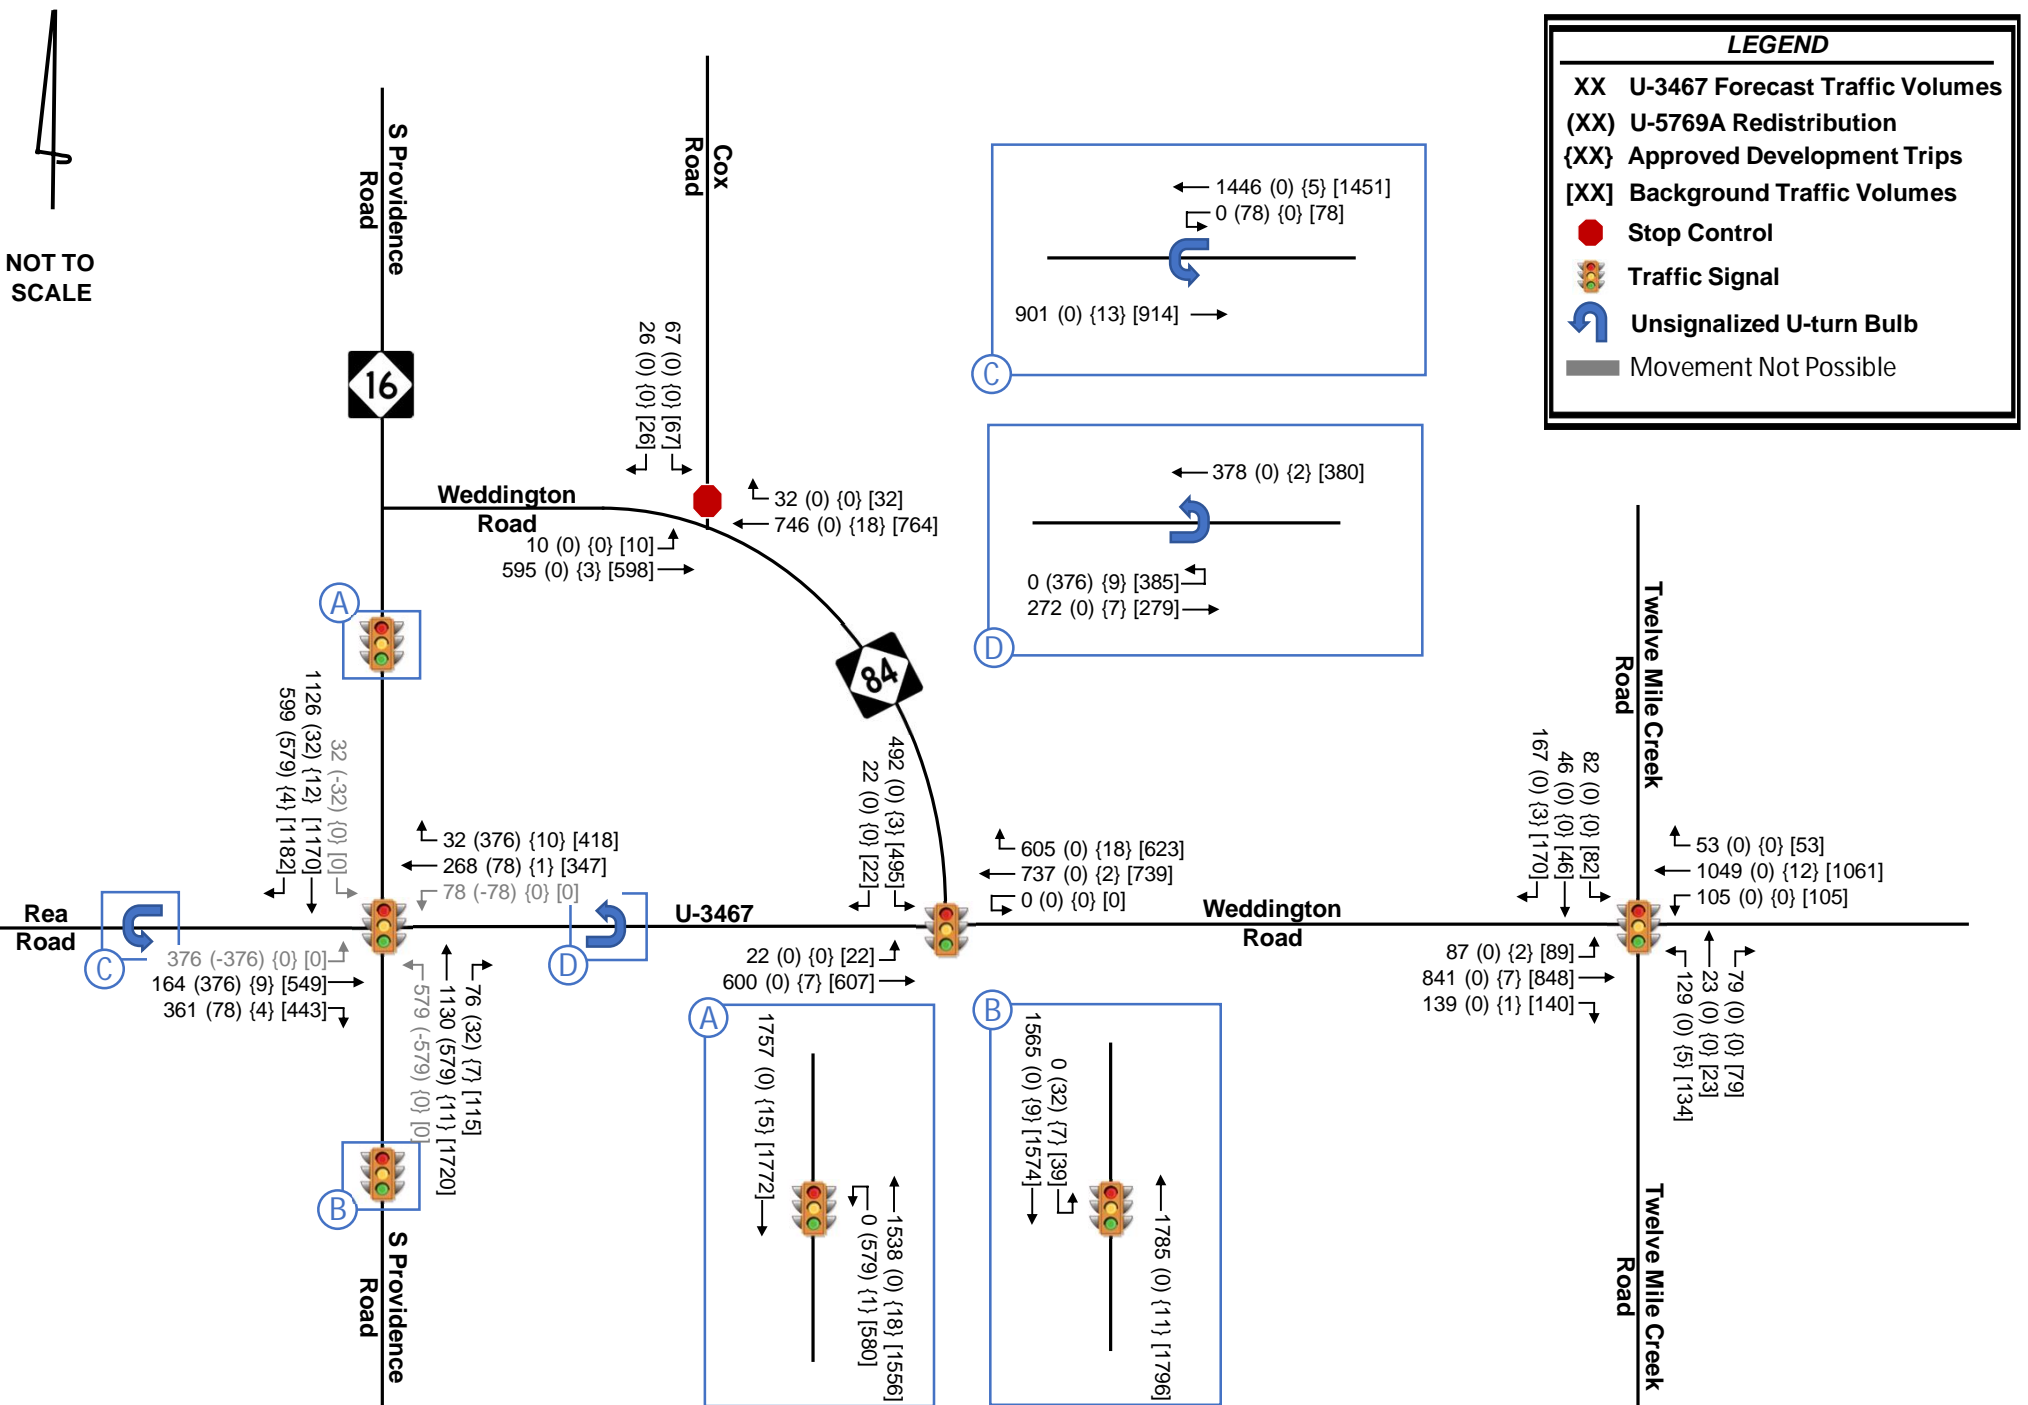 LEGEND
XX U-3467 Forecast Traffic Volumes
(XX) U-5769A Redistribution
{XX} Approved Development Trips
[XX] Background Traffic Volumes
Stop Control
Traffic Signal
Unsignalized U-turn Bulb
Movement Not Possible
NOT TO
SCALE
S Providence
Road
16
Cox
Road
67 (0) {0} [67]
26 (0) {0} [26]
Weddington
Road
32 (0) {0} [32]
746 (0) {18} [764]
10 (0) {0} [10]
595 (0) {3} [598]
1446 (0) {5} [1451]
0 (78) {0} [78]
901 (0) {13} [914]
C
378 (0) {2} [380]
0 (376) {9} [385]
272 (0) {7} [279]
D
A
84
32 (-32) {0} [0]
1126 (32) {12} [1170]
599 (579) {4} [1182]
32 (376) {10} [418]
268 (78) {1} [347]
78 (-78) {0} [0]
Rea
Road
C
376 (-376) {0} [0]
164 (376) {9} [549]
361 (78) {4} [443]
76 (32) {7} [115]
1130 (579) {11} [1720]
579 (-579) {0} [0]
D
U-3467
492 (0) {3} [495]
22 (0) {0} [22]
605 (0) {18} [623]
737 (0) {2} [739]
0 (0) {0} [0]
22 (0) {0} [22]
600 (0) {7} [607]
Weddington
Road
Twelve Mile Creek
Road
82 (0) {0} [82]
46 (0) {0} [46]
167 (0) {3} [170]
53 (0) {0} [53]
1049 (0) {12} [1061]
105 (0) {0} [105]
87 (0) {2} [89]
841 (0) {7} [848]
139 (0) {1} [140]
79 (0) {0} [79]
23 (0) {0} [23]
129 (0) {5} [134]
Twelve Mile Creek
Road
B
S Providence
Road
A
1757 (0) {15} [1772]
1538 (0) {18} [1556]
0 (579) {1} [580]
B
0 (32) {7} [39]
1565 (0) {9} [1574]
1785 (0) {11} [1796]